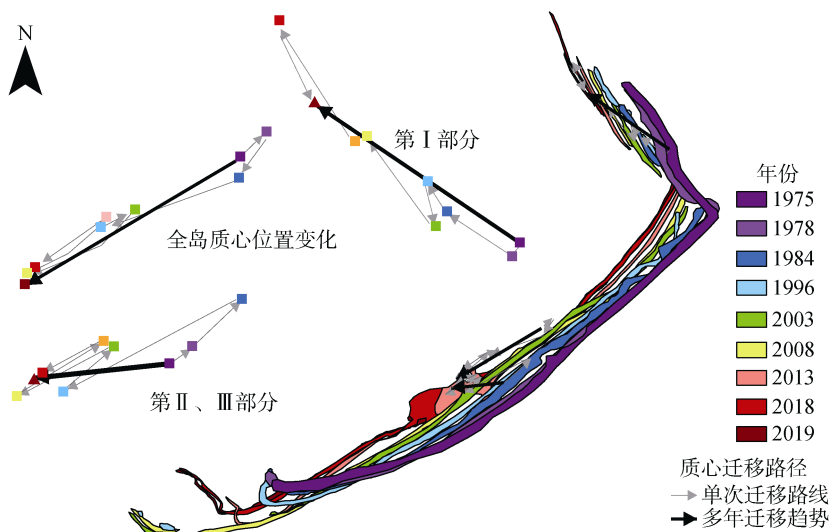 N
第Ⅰ部分
全岛质心位置变化
第Ⅱ、Ⅲ部分
年份
1975
1978
1984
1996
2003
2008
2013
2018
2019
质心迁移路径
单次迁移路线
多年迁移趋势